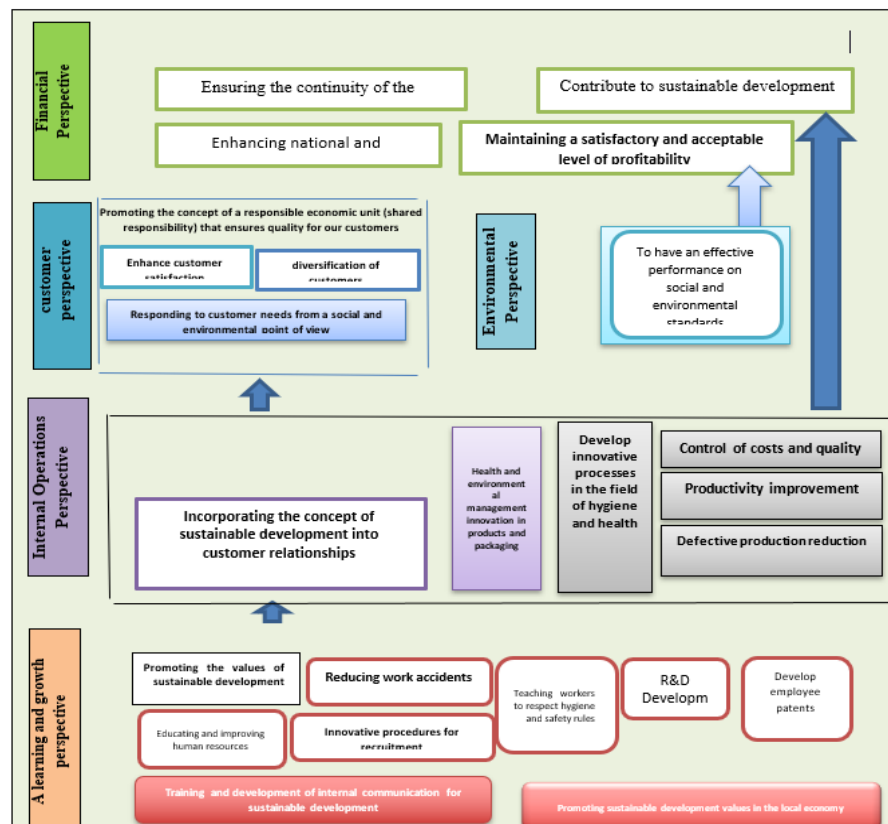 Financial
Perspective
Ensuring the continuity of the
Contribute to sustainable development
Enhancing national and
Maintaining a satisfactory and acceptable
level of profitability
customer
perspective
Promoting the concept of a responsible economic unit (shared
responsibility) that ensures quality for our customers
Enhance customer
satisfaction
diversification of
customers
Responding to customer needs from a social and
environmental point of view
Environmental
Perspective
To have an effective
performance on
social and
environmental
standards
Internal Operations
Perspective
Incorporating the concept of
sustainable development into
customer relationships
Health and
environment
al
management
innovation in
products and
packaging
Develop
innovative
processes
in the field
of hygiene
and health
Control of costs and quality
Productivity improvement
Defective production reduction
A learning and growth
perspective
Promoting the values of
sustainable development
Reducing work accidents
Teaching workers
to respect hygiene
and safety rules
R&D
Developm
Develop
employee
patents
Educating and improving
human resources
Innovative procedures for
recruitment
Training and development of internal communication for
sustainable development
Promoting sustainable development values in the local economy